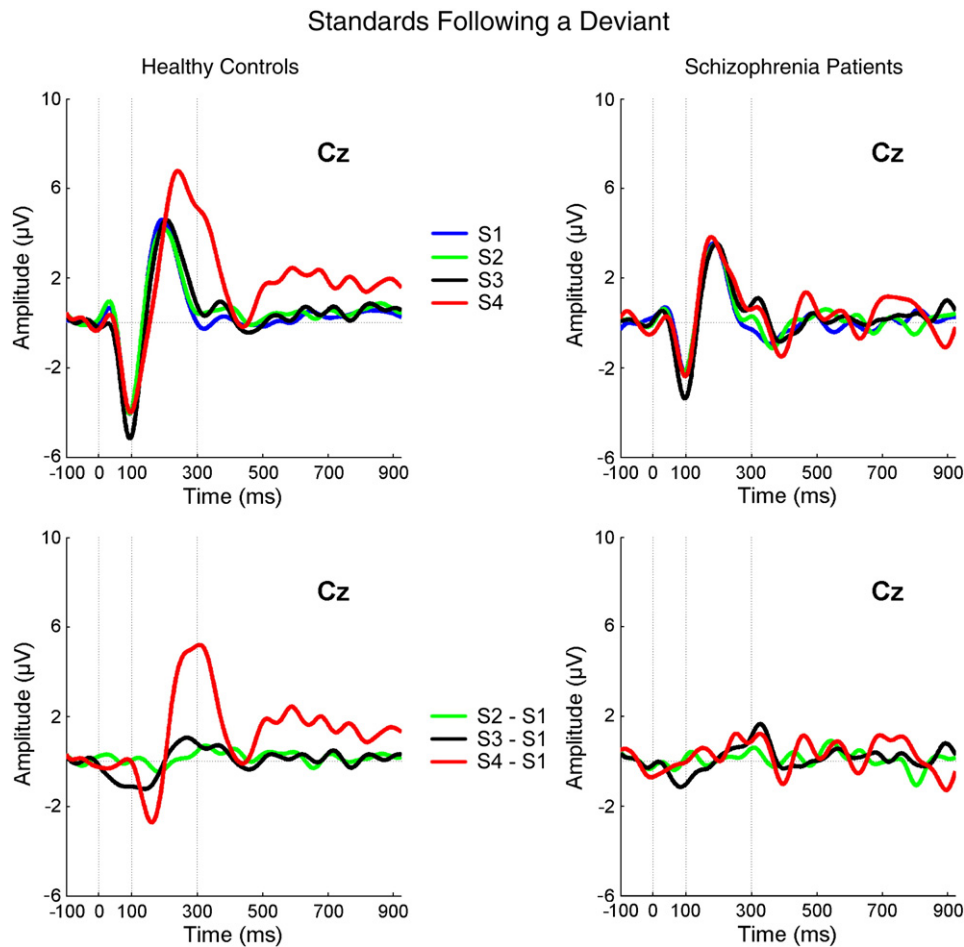 Standards Following a Deviant
Healthy Controls
Schizophrenia Patients
10
6
2
-2
-6
Amplitude (µV)
Cz
-100 0 100 300 500 700 900
Time (ms)
S1
S2
S3
S4
10
6
2
-2
-6
Amplitude (µV)
Cz
-100 0 100 300 500 700 900
Time (ms)
10
6
2
-2
-6
Amplitude (µV)
Cz
-100 0 100 300 500 700 900
Time (ms)
S2 - S1
S3 - S1
S4 - S1
10
6
2
-2
-6
Amplitude (µV)
Cz
-100 0 100 300 500 700 900
Time (ms)